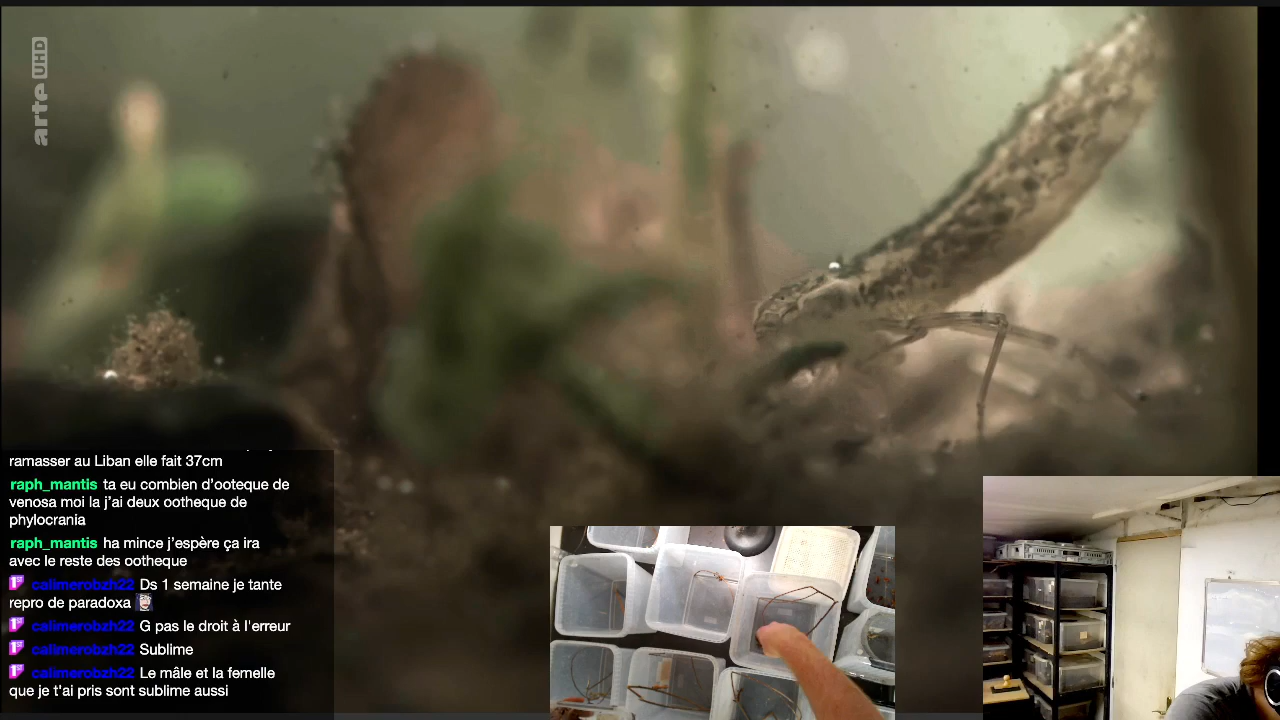 arte UHD
ramasser au Liban elle fait 37cm
raph_mantis ta eu combien d'ooteque de
venosa moi la j'ai deux ootheque de
phylocrania
raph_mantis ha mince j'espère ça ira
avec le reste des ootheque
calimerobzh22 Ds 1 semaine je tante
repro de paradoxa
calimerobzh22 G pas le droit à l'erreur
calimerobzh22 Sublime
calimerobzh22 Le mâle et la femelle
que je t'ai pris sont sublime aussi